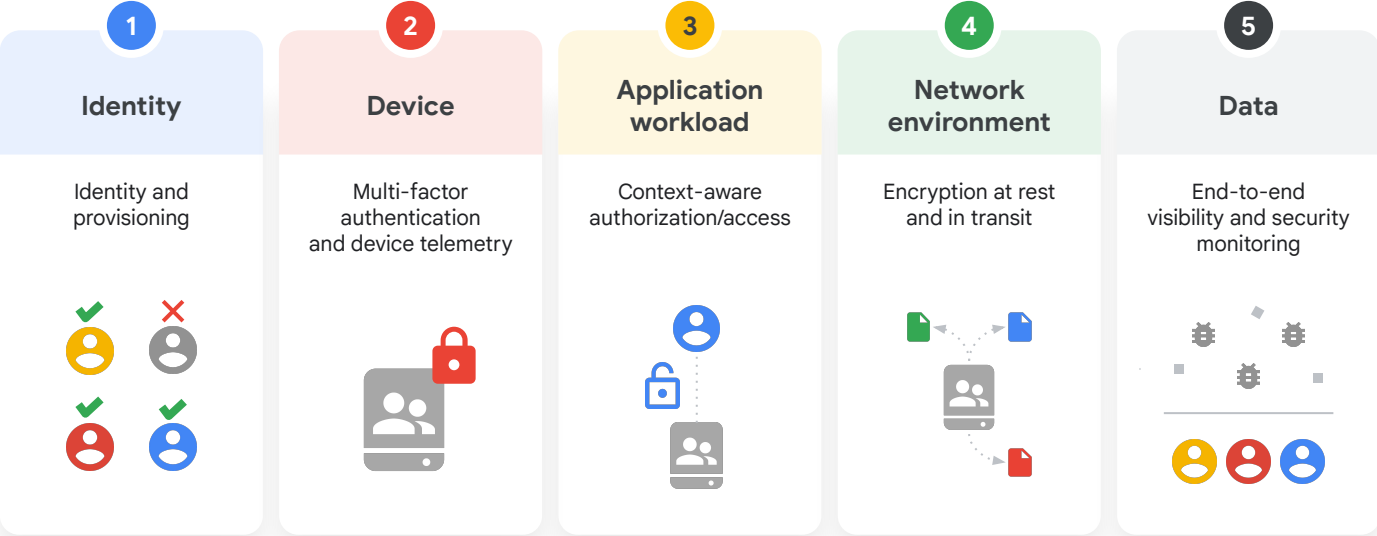 1
Identity
Identity and
provisioning
2
Device
Multi-factor
authentication
and device telemetry
3
Application
workload
Context-aware
authorization/access
4
Network
environment
Encryption at rest
and in transit
5
Data
End-to-end
visibility and security
monitoring